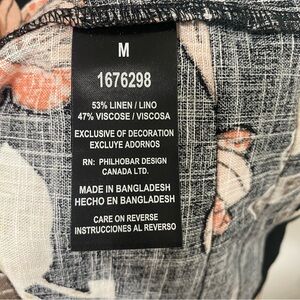 M
1676298
53% LINEN / LINO
47% VISCOSE / VISCOSA
EXCLUSIVE OF DECORATION
EXCLUYE ADORNOS
RN: PHILHOBAR DESIGN
CANADA LTD.
MADE IN BANGLADESH
HECHO EN BANGLADESH
CARE ON REVERSE
INSTRUCCIONES AL REVERSO